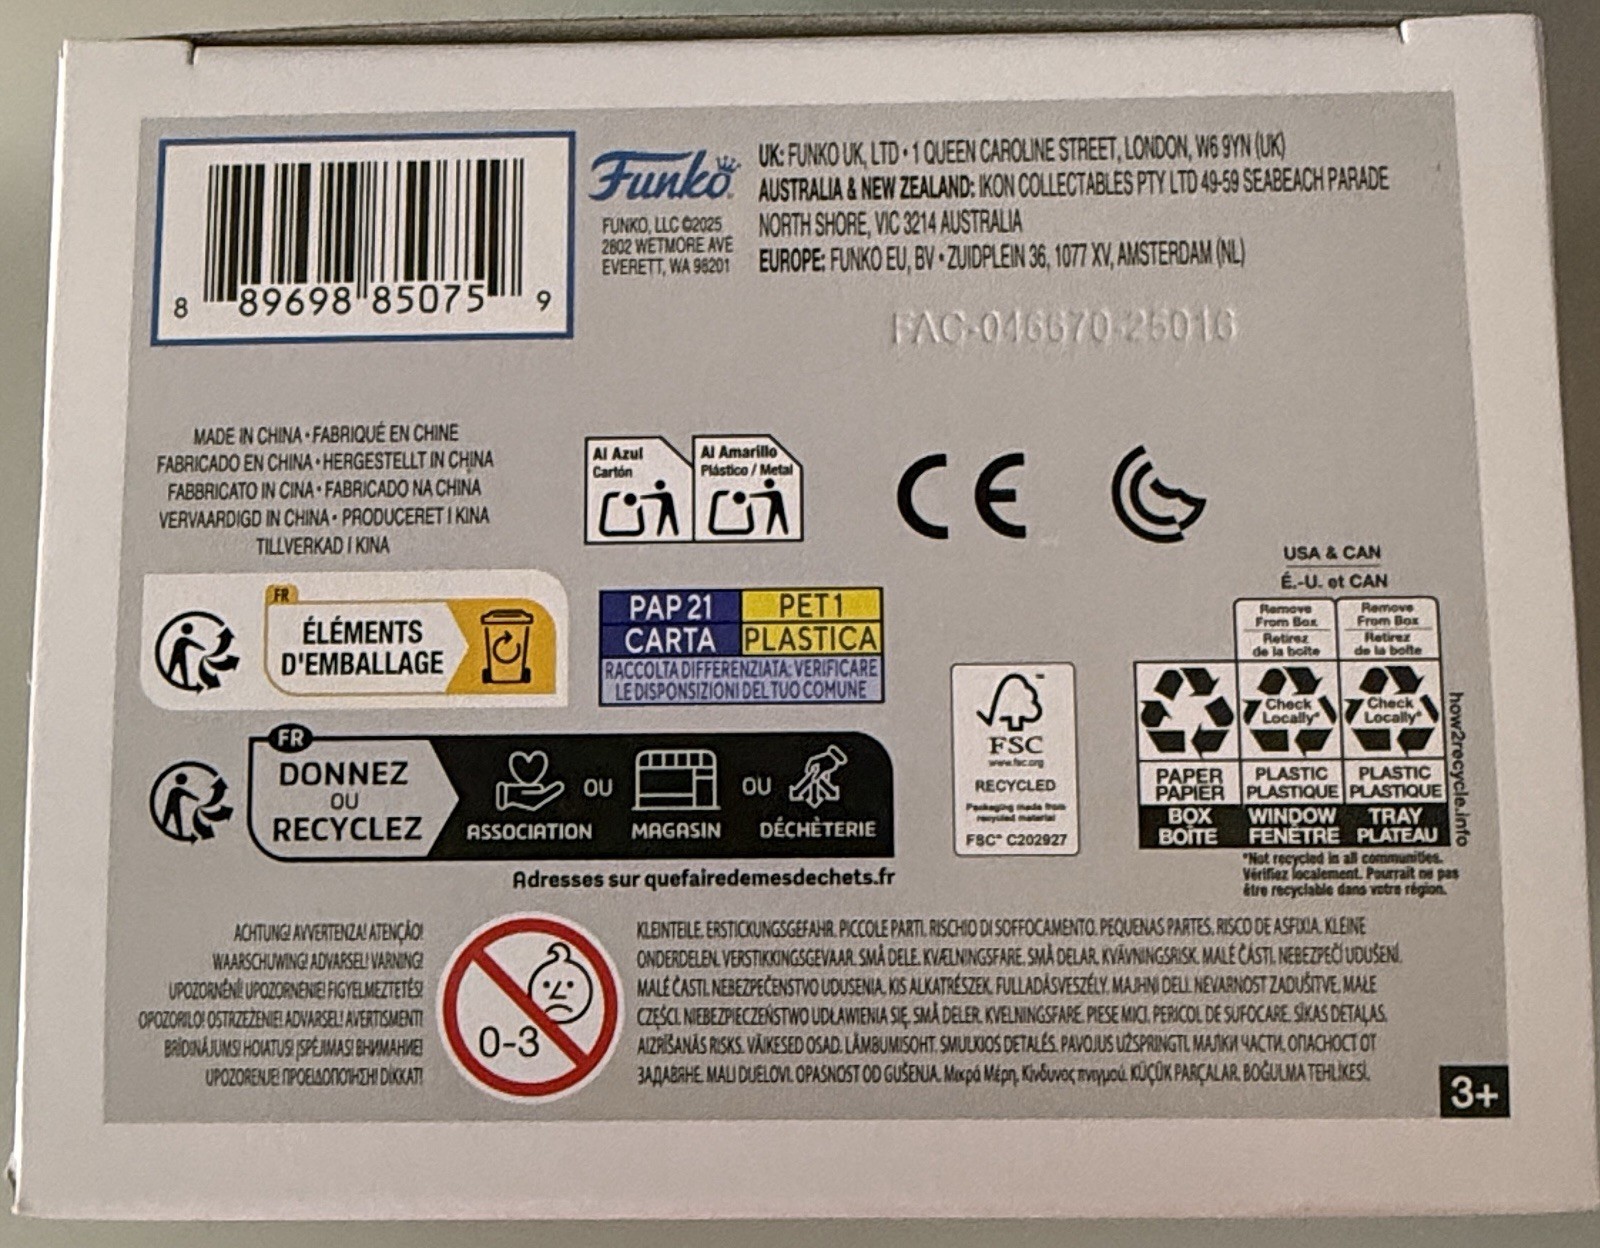 8 89698 85075 9
Funko
FUNKO, LLC ©2025
2802 WETMORE AVE
EVERETT, WA 98201
UK: FUNKO UK, LTD • 1 QUEEN CAROLINE STREET, LONDON, W6 9YN (UK)
AUSTRALIA & NEW ZEALAND: IKON COLLECTABLES PTY LTD 49-59 SEABEACH PARADE
NORTH SHORE, VIC 3214 AUSTRALIA
EUROPE: FUNKO EU, BV • ZUIDPLEIN 36, 1077 XV, AMSTERDAM (NL)
FAC-046670-25016
MADE IN CHINA • FABRIQUÉ EN CHINE
FABRICADO EN CHINA • HERGESTELLT IN CHINA
FABBRICATO IN CINA • FABRICADO NA CHINA
VERVAARDIGD IN CHINA • PRODUCERET I KINA
TILLVERKAD I KINA
Al Azul
Cartón
Al Amarillo
Plástico / Metal
CE
FR
ÉLÉMENTS
D'EMBALLAGE
PAP 21
CARTA
PET 1
PLASTICA
RACCOLTA DIFFERENZIATA: VERIFICARE
LE DISPONSIZIONI DEL TUO COMUNE
FR
DONNEZ
OU
RECYCLEZ
ASSOCIATION
OU
MAGASIN
OU
DÉCHÈTERIE
Adresses sur quefairedemesdechets.fr
FSC
www.fsc.org
RECYCLED
Packaging made from
recycled material
FSC® C202927
USA & CAN
É.-U. et CAN
Remove
From Box
Retirez
de la boîte
Remove
From Box
Retirez
de la boîte
Check
Locally*
Check
Locally*
PAPER
PAPIER
PLASTIC
PLASTIQUE
PLASTIC
PLASTIQUE
BOX
BOÎTE
WINDOW
FENÊTRE
TRAY
PLATEAU
how2recycle.info
*Not recycled in all communities.
Vérifiez localement. Pourrait ne pas
être recyclable dans votre région.
ACHTUNG! AVVERTENZA! ATENÇÃO!
WAARSCHUWING! ADVARSEL! VARNING!
UPOZORNĚNÍ! UPOZORNENIE! FIGYELMEZTETÉS!
OPOZORILO! OSTRZEŻENIE! ADVARSEL! AVERTISMENT!
BRĪDINĀJUMS! HOIATUS! ĮSPĖJIMAS! ВНИМАНИЕ!
UPOZORENJE! ΠΡΟΕΙΔΟΠΟΙΗΣΗ! DİKKAT!
0-3
KLEINTEILE. ERSTICKUNGSGEFAHR. PICCOLE PARTI. RISCHIO DI SOFFOCAMENTO. PEQUENAS PARTES. RISCO DE ASFIXIA. KLEINE
ONDERDELEN. VERSTIKKINGSGEVAAR. SMÅ DELE. KVÆLNINGSFARE. SMÅ DELAR. KVÄVNINGSRISK. MALÉ ČÁSTI. NEBEZPEČÍ UDUŠENÍ.
MALÉ ČASTI. NEBEZPEČENSTVO UDUSENIA. KIS ALKATRÉSZEK. FULLADÁSVESZÉLY. MAJHNI DELI. NEVARNOST ZADUŠITVE. MAŁE
CZĘŚCI. NIEBEZPIECZEŃSTWO UDŁAWIENIA SIĘ. SMÅ DELER. KVELNINGSFARE. PIESE MICI. PERICOL DE SUFOCARE. SĪKAS DETAĻAS.
AIZRĪŠANĀS RISKS. VÄIKESED OSAD. LÄMBUMISOHT. SMULKIOS DETALĖS. PAVOJUS UŽSPRINGTI. МАЛКИ ЧАСТИ. ОПАСНОСТ ОТ
ЗАДАВЯНЕ. MALI DIJELOVI. OPASNOST OD GUŠENJA. Μικρά Μέρη. Κίνδυνος πνιγμού. KÜÇÜK PARÇALAR. BOĞULMA TEHLİKESİ.
3+